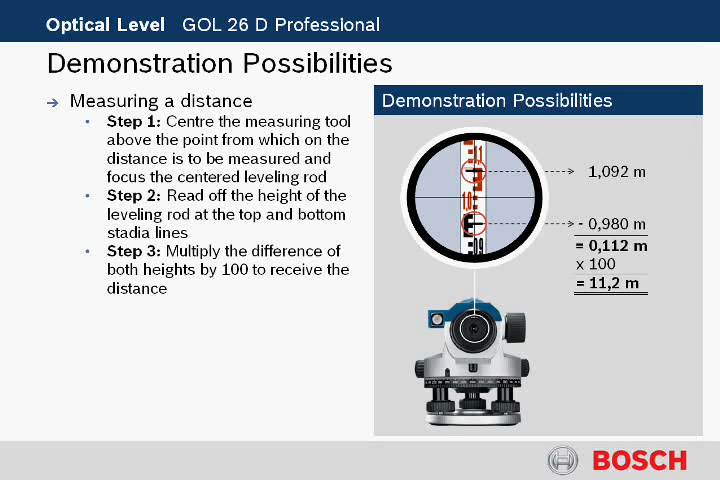 Optical Level GOL 26 D Professional
Demonstration Possibilities
→ Measuring a distance
• Step 1: Centre the measuring tool
above the point from which on the
distance is to be measured and
focus the centered leveling rod
• Step 2: Read off the height of the
leveling rod at the top and bottom
stadia lines
• Step 3: Multiply the difference of
both heights by 100 to receive the
distance
Demonstration Possibilities
11
10
09
1,092 m
- 0,980 m
= 0,112 m
x 100
= 11,2 m
BOSCH